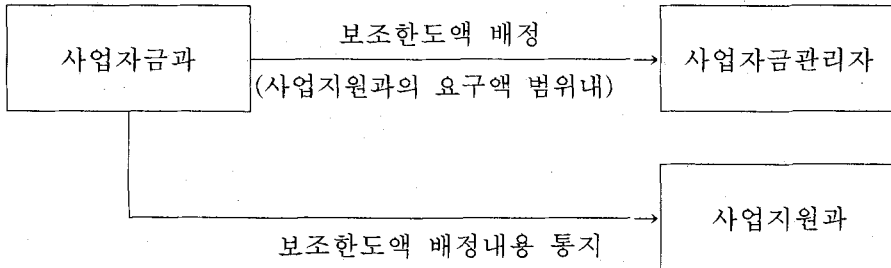 보조한도액 배정
사업자금과
사업자금관리자
(사업지원과의 요구액 범위내)
사업지원과
보조한도액 배정내용 통지